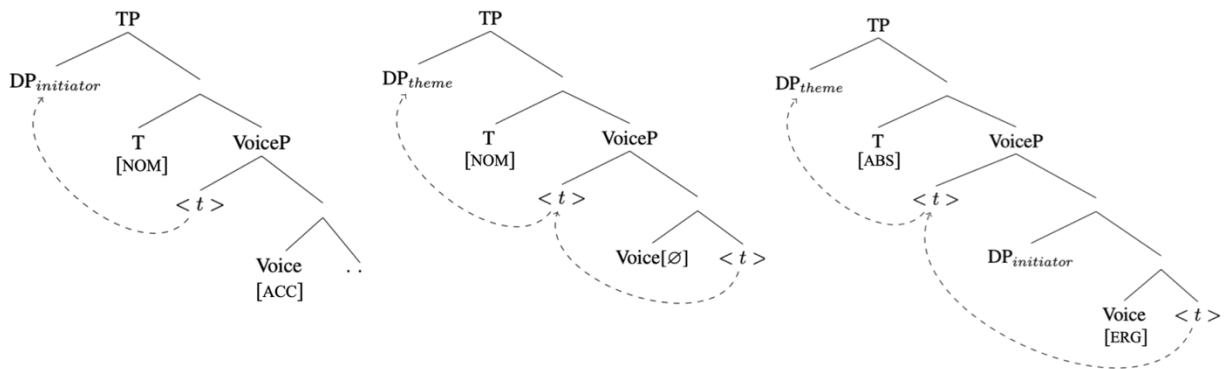 TP
DP_initiator
T
[NOM]
VoiceP
< t >
Voice
[ACC]
. .
TP
DP_theme
T
[NOM]
VoiceP
< t >
Voice[∅]
< t >
TP
DP_theme
T
[ABS]
VoiceP
< t >
DP_initiator
Voice
[ERG]
< t >